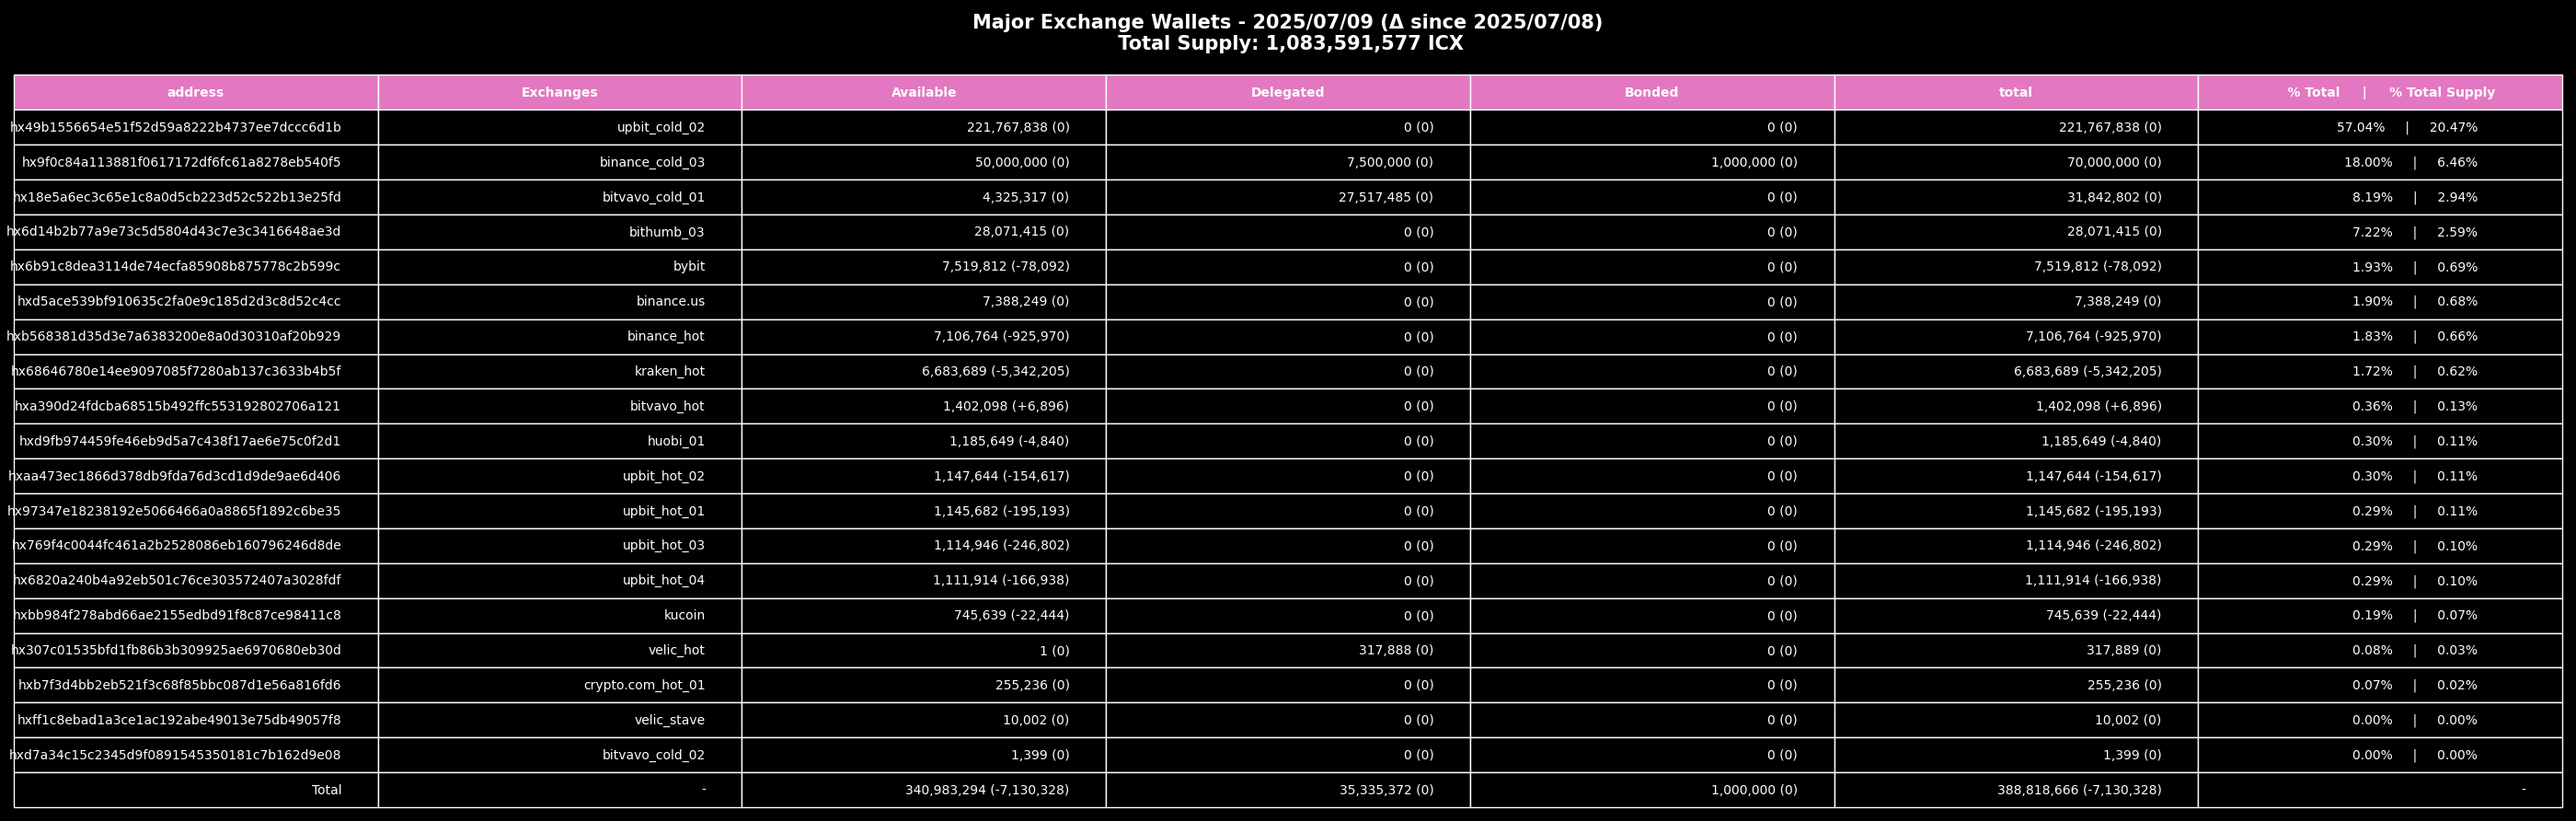 Major Exchange Wallets - 2025/07/09 (Δ since 2025/07/08)
Total Supply: 1,083,591,577 ICX
address Exchanges Available Delegated Bonded total % Total | % Total Supply
hx49b1556654e51f52d59a8222b4737ee7dccc6d1b upbit_cold_02 221,767,838 (0) 0 (0) 0 (0) 221,767,838 (0) 57.04% | 20.47%
hx9f0c84a113881f0617172df6fc61a8278eb540f5 binance_cold_03 50,000,000 (0) 7,500,000 (0) 1,000,000 (0) 70,000,000 (0) 18.00% | 6.46%
hx18e5a6ec3c65e1c8a0d5cb223d52c522b13e25fd bitvavo_cold_01 4,325,317 (0) 27,517,485 (0) 0 (0) 31,842,802 (0) 8.19% | 2.94%
hx6d14b2b77a9e73c5d5804d43c7e3c3416648ae3d bithumb_03 28,071,415 (0) 0 (0) 0 (0) 28,071,415 (0) 7.22% | 2.59%
hx6b91c8dea3114de74ecfa85908b875778c2b599c bybit 7,519,812 (-78,092) 0 (0) 0 (0) 7,519,812 (-78,092) 1.93% | 0.69%
hxd5ace539bf910635c2fa0e9c185d2d3c8d52c4cc binance.us 7,388,249 (0) 0 (0) 0 (0) 7,388,249 (0) 1.90% | 0.68%
hxb568381d35d3e7a6383200e8a0d30310af20b929 binance_hot 7,106,764 (-925,970) 0 (0) 0 (0) 7,106,764 (-925,970) 1.83% | 0.66%
hx68646780e14ee9097085f7280ab137c3633b4b5f kraken_hot 6,683,689 (-5,342,205) 0 (0) 0 (0) 6,683,689 (-5,342,205) 1.72% | 0.62%
hxa390d24fdcba68515b492ffc553192802706a121 bitvavo_hot 1,402,098 (+6,896) 0 (0) 0 (0) 1,402,098 (+6,896) 0.36% | 0.13%
hxd9fb974459fe46eb9d5a7c438f17ae6e75c0f2d1 huobi_01 1,185,649 (-4,840) 0 (0) 0 (0) 1,185,649 (-4,840) 0.30% | 0.11%
hxaa473ec1866d378db9fda76d3cd1d9de9ae6d406 upbit_hot_02 1,147,644 (-154,617) 0 (0) 0 (0) 1,147,644 (-154,617) 0.30% | 0.11%
hx97347e18238192e5066466a0a8865f1892c6be35 upbit_hot_01 1,145,682 (-195,193) 0 (0) 0 (0) 1,145,682 (-195,193) 0.29% | 0.11%
hx769f4c0044fc461a2b2528086eb160796246d8de upbit_hot_03 1,114,946 (-246,802) 0 (0) 0 (0) 1,114,946 (-246,802) 0.29% | 0.10%
hx6820a240b4a92eb501c76ce303572407a3028fdf upbit_hot_04 1,111,914 (-166,938) 0 (0) 0 (0) 1,111,914 (-166,938) 0.29% | 0.10%
hxbb984f278abd66ae2155edbd91f8c87ce98411c8 kucoin 745,639 (-22,444) 0 (0) 0 (0) 745,639 (-22,444) 0.19% | 0.07%
hx307c01535bfd1fb86b3b309925ae6970680eb30d velic_hot 1 (0) 317,888 (0) 0 (0) 317,889 (0) 0.08% | 0.03%
hxb7f3d4bb2eb521f3c68f85bbc087d1e56a816fd6 crypto.com_hot_01 255,236 (0) 0 (0) 0 (0) 255,236 (0) 0.07% | 0.02%
hxff1c8ebad1a3ce1ac192abe49013e75db49057f8 velic_stave 10,002 (0) 0 (0) 0 (0) 10,002 (0) 0.00% | 0.00%
hxd7a34c15c2345d9f0891545350181c7b162d9e08 bitvavo_cold_02 1,399 (0) 0 (0) 0 (0) 1,399 (0) 0.00% | 0.00%
Total - 340,983,294 (-7,130,328) 35,335,372 (0) 1,000,000 (0) 388,818,666 (-7,130,328) -